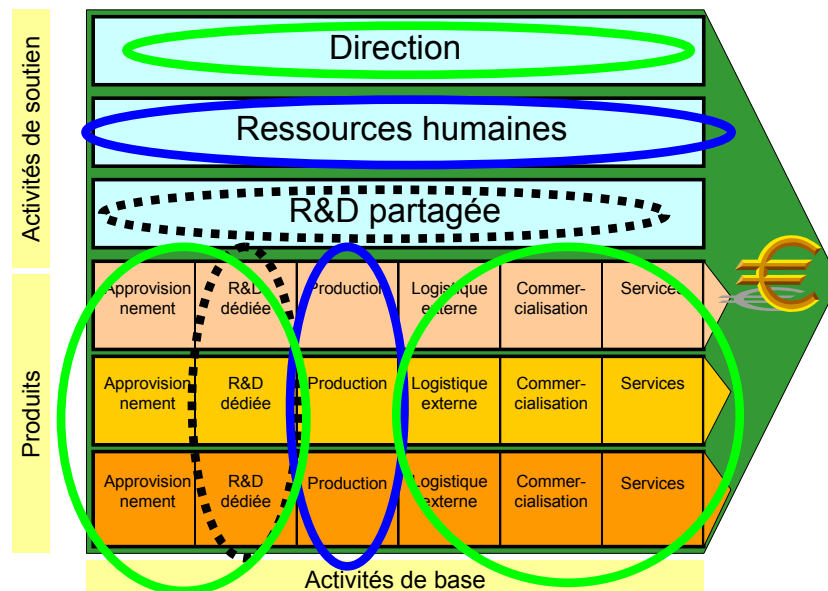 Activités de soutien
Direction
Ressources humaines
R&D partagée
Produits
Approvision
nement
R&D
dédiée
Production
Logistique
externe
Commer-
cialisation
Services
€
Approvision
nement
R&D
dédiée
Production
Logistique
externe
Commer-
cialisation
Services
Approvision
nement
R&D
dédiée
Production
Logistique
externe
Commer-
cialisation
Services
Activités de base